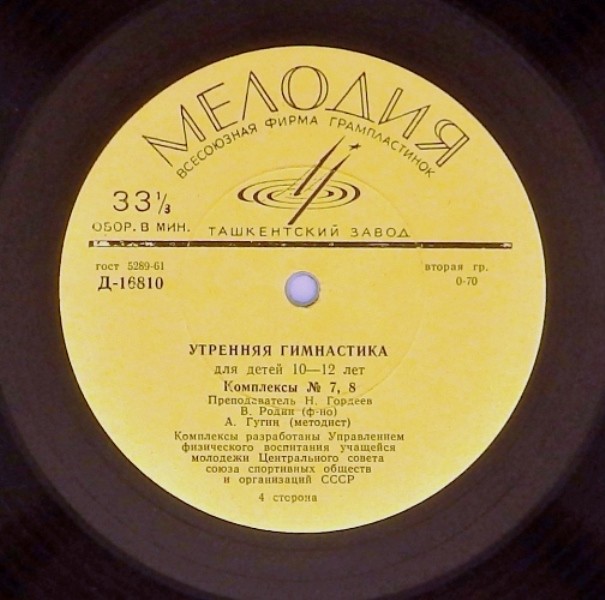 МЕЛОДИЯ
ВСЕСОЮЗНАЯ ФИРМА ГРАМПЛАСТИНОК
33 1/3
ОБОР. В МИН.
ТАШКЕНТСКИЙ ЗАВОД
гост 5289-61
вторая гр.
Д-16810
0-70
УТРЕННЯЯ ГИМНАСТИКА
для детей 10—12 лет
Комплексы № 7, 8
Преподаватель Н. Гордеев
В. Родин (ф-но)
А. Гугин (методист)
Комплексы разработаны Управлением
физического воспитания учащейся
молодежи Центрального совета
союза спортивных обществ
и организаций СССР
4 сторона